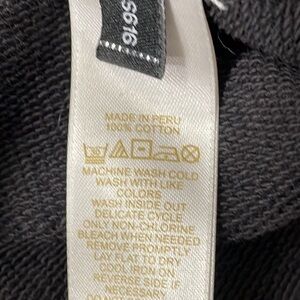 S616
MADE IN PERU
100% COTTON
MACHINE WASH COLD
WASH WITH LIKE
COLORS
WASH INSIDE OUT
DELICATE CYCLE
ONLY NON-CHLORINE
BLEACH WHEN NEEDED
REMOVE PROMPTLY
LAY FLAT TO DRY
COOL IRON ON
REVERSE SIDE IF
NECESSARY